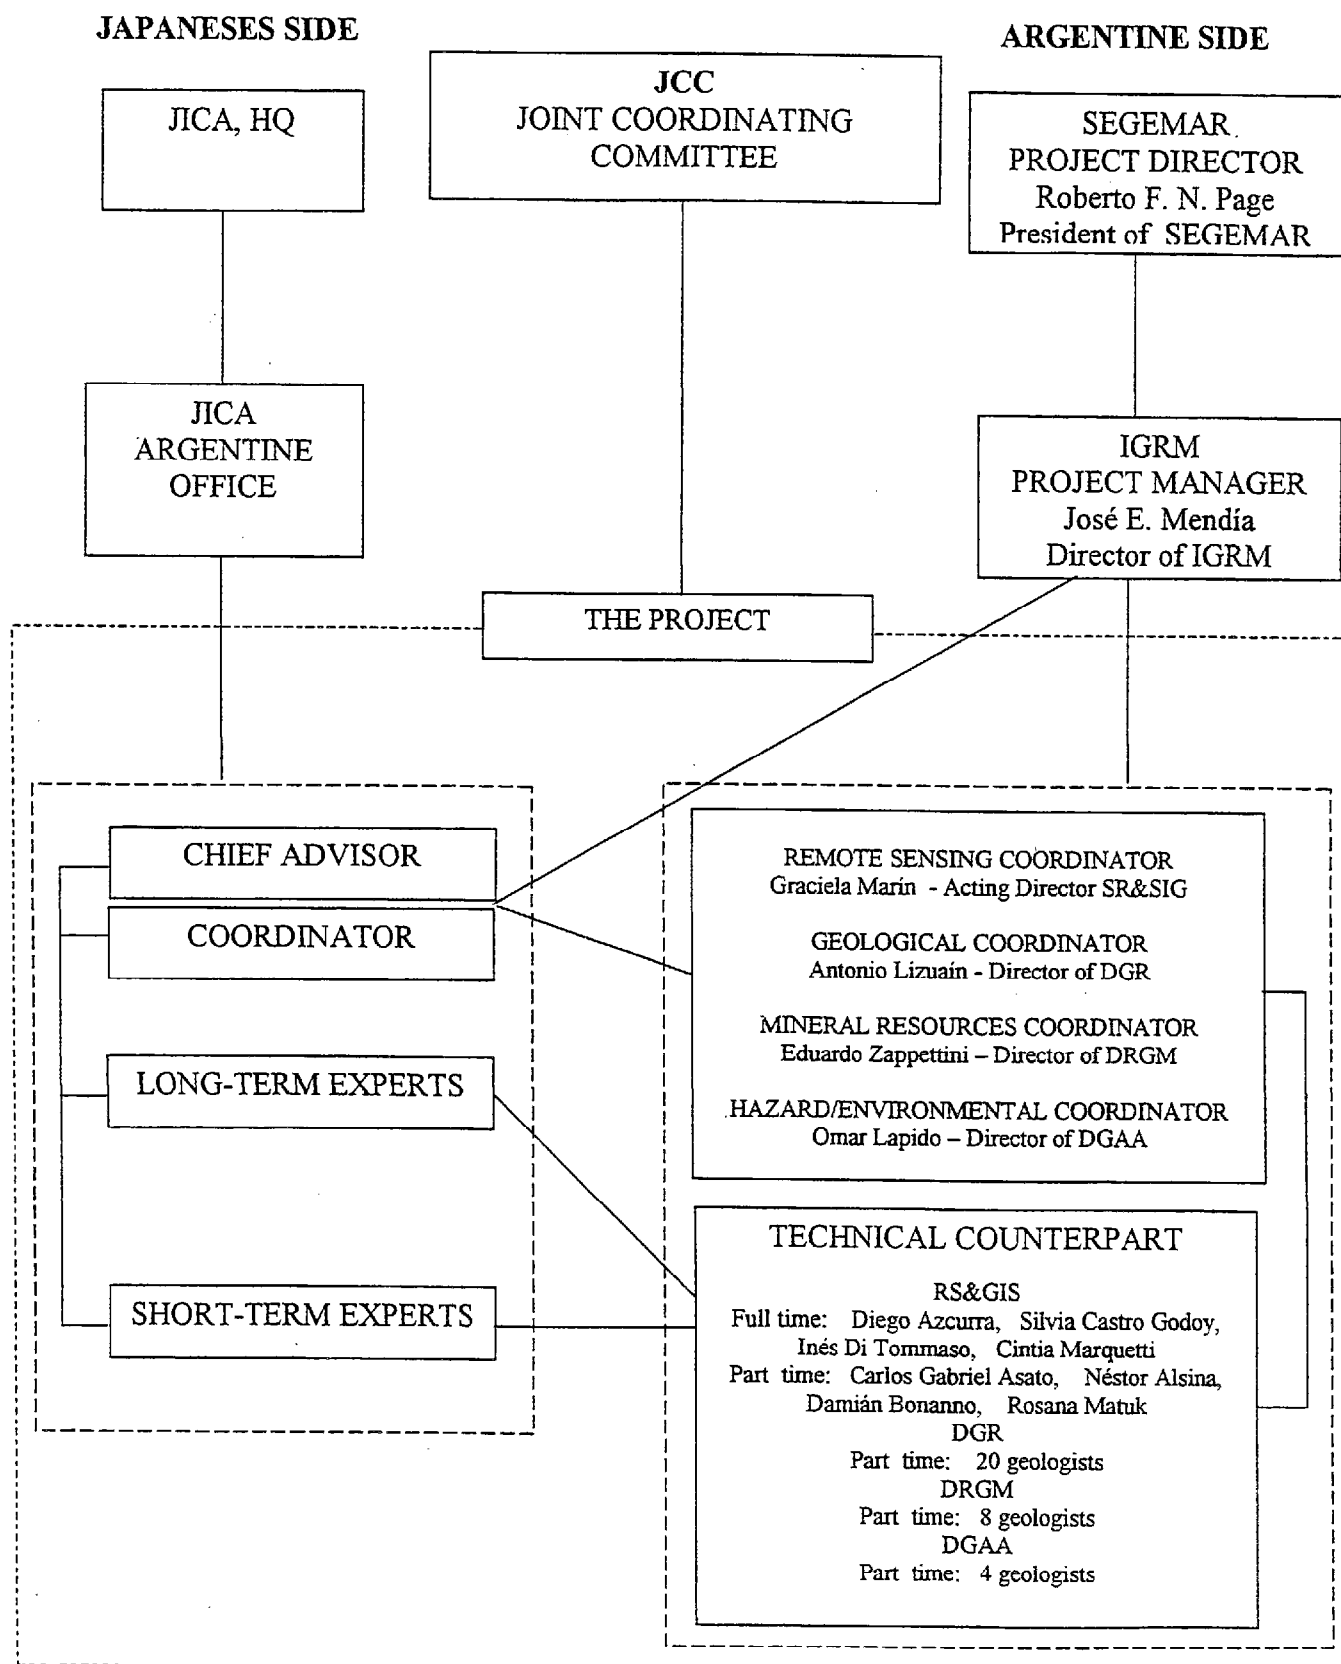 JAPANESES SIDE
JICA, HQ
JICA
ARGENTINE
OFFICE
JCC
JOINT COORDINATING
COMMITTEE
ARGENTINE SIDE
SEGEMAR
PROJECT DIRECTOR
Roberto F. N. Page
President of SEGEMAR
IGRM
PROJECT MANAGER
José E. Mendía
Director of IGRM
THE PROJECT
CHIEF ADVISOR
COORDINATOR
LONG-TERM EXPERTS
SHORT-TERM EXPERTS
REMOTE SENSING COORDINATOR
Graciela Marín - Acting Director SR&SIG
GEOLOGICAL COORDINATOR
Antonio Lizuaín - Director of DGR
MINERAL RESOURCES COORDINATOR
Eduardo Zappettini – Director of DRGM
HAZARD/ENVIRONMENTAL COORDINATOR
Omar Lapido – Director of DGAA
TECHNICAL COUNTERPART
RS&GIS
Full time: Diego Azcurra, Silvia Castro Godoy,
Inés Di Tommaso, Cintia Marquetti
Part time: Carlos Gabriel Asato, Néstor Alsina,
Damián Bonanno, Rosana Matuk
DGR
Part time: 20 geologists
DRGM
Part time: 8 geologists
DGAA
Part time: 4 geologists